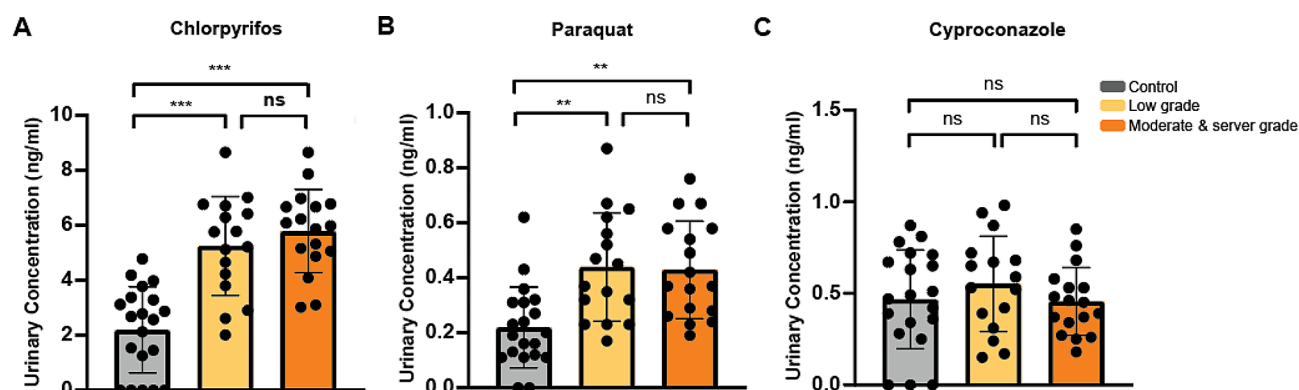 A
Chlorpyrifos
***
***
ns
Urinary Concentration (ng/ml)
10
8
6
4
2
0
B
Paraquat
**
**
ns
Urinary Concentration (ng/ml)
1.0
0.8
0.6
0.4
0.2
0.0
C
Cyproconazole
ns
ns
ns
Urinary Concentration (ng/ml)
1.5
1.0
0.5
0.0
Control
Low grade
Moderate & server grade